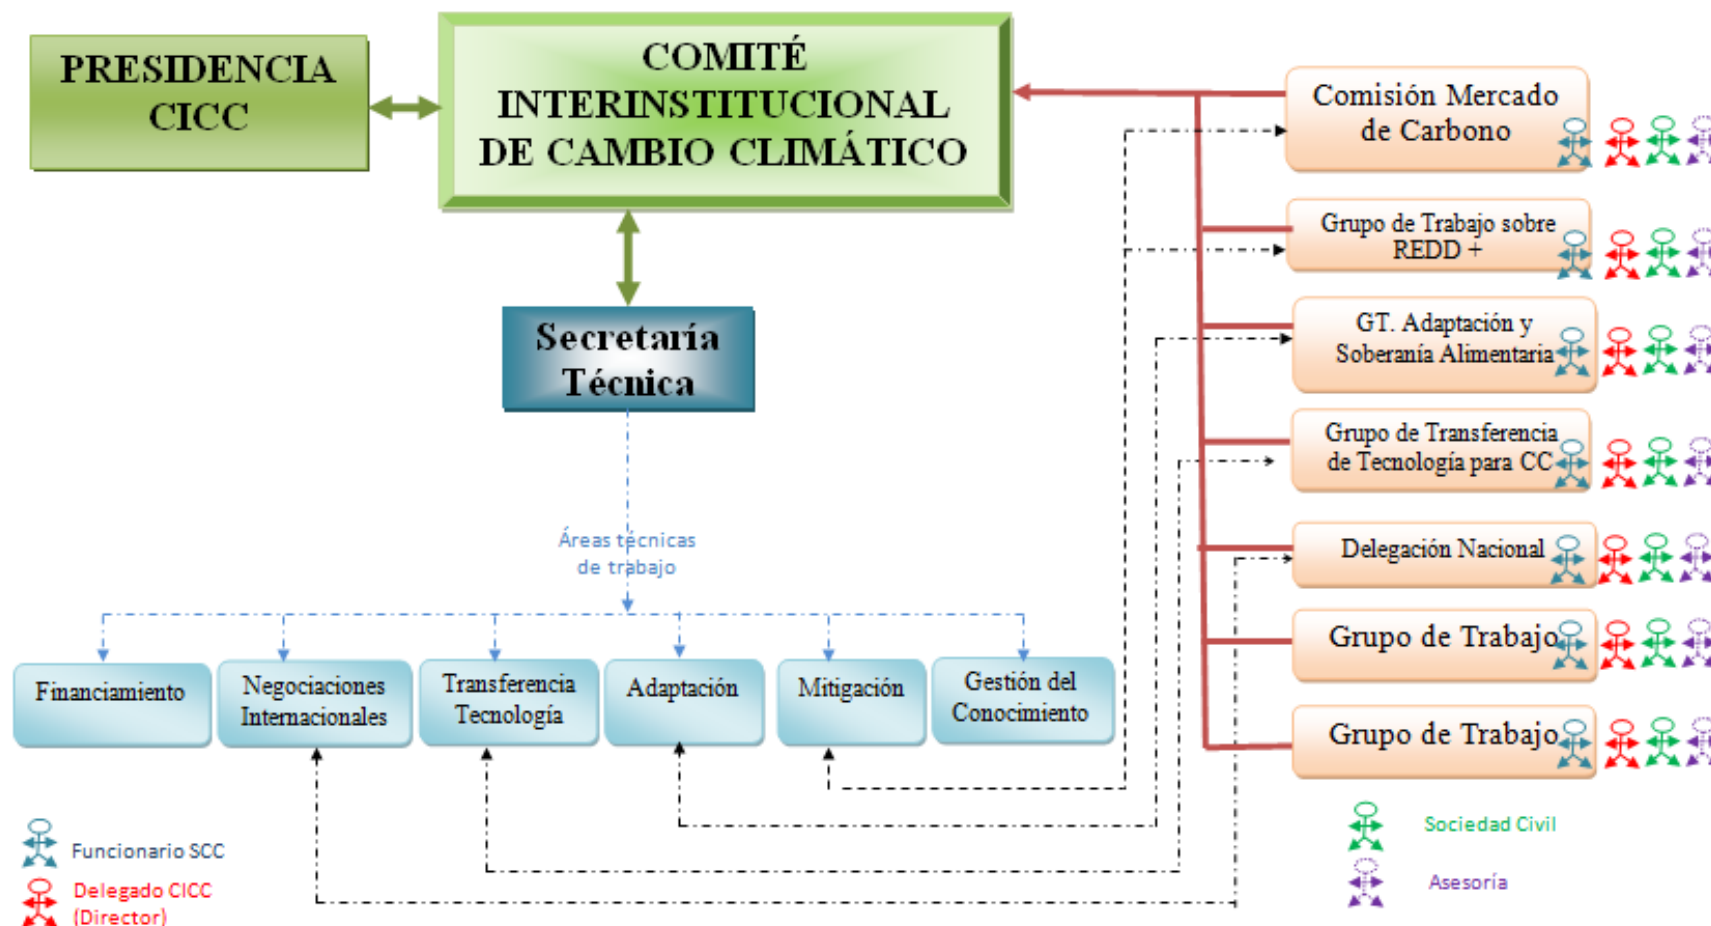 PRESIDENCIA
CICC
COMITÉ
INTERINSTITUCIONAL
DE CAMBIO CLIMÁTICO
Secretaría
Técnica
Áreas técnicas
de trabajo
Financiamiento
Negociaciones
Internacionales
Transferencia
Tecnología
Adaptación
Mitigación
Gestión del
Conocimiento
Comisión Mercado
de Carbono
Grupo de Trabajo sobre
REDD +
GT. Adaptación y
Soberanía Alimentaria
Grupo de Transferencia
de Tecnología para CC
Delegación Nacional
Grupo de Trabajo
Grupo de Trabajo
Funcionario SCC
Delegado CICC
(Director)
Sociedad Civil
Asesoría